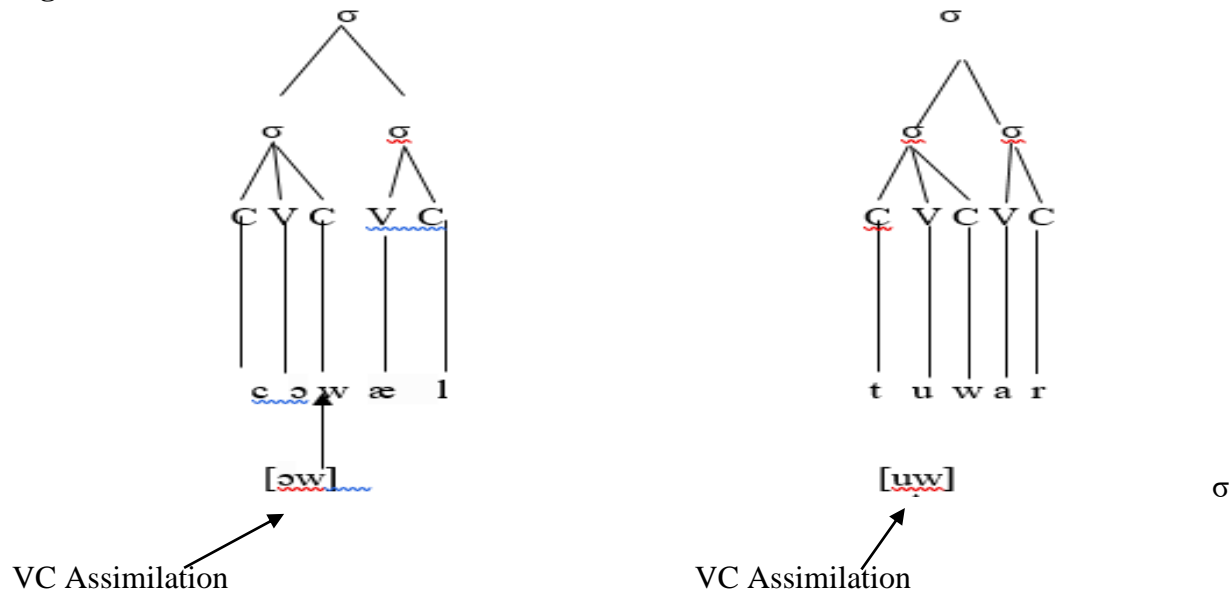 σ σ
σ σ σ σ
C V C V C C V C V C
c ɔ w æ l t u w a r
[ɔw] [uw] σ
VC Assimilation VC Assimilation